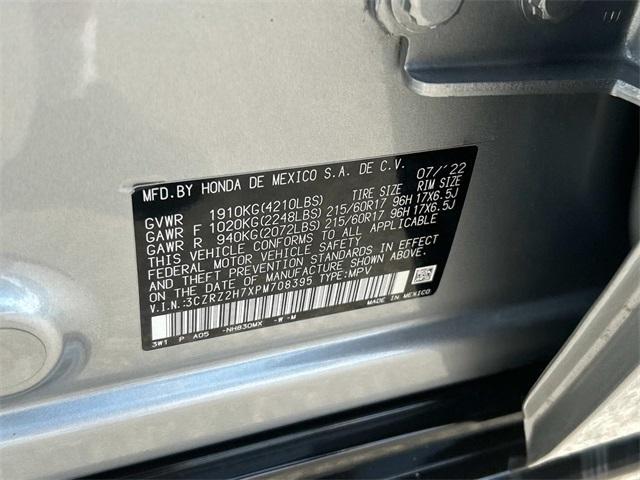 MFD.BY HONDA DE MEXICO S.A. DE C.V. 07/'22
GVWR 1910KG(4210LBS) TIRE SIZE RIM SIZE
GAWR F 1020KG(2248LBS) 215/60R17 96H 17X6.5J
GAWR R 940KG(2072LBS) 215/60R17 96H 17X6.5J
THIS VEHICLE CONFORMS TO ALL APPLICABLE
FEDERAL MOTOR VEHICLE SAFETY
AND THEFT PREVENTION STANDARDS IN EFFECT
ON THE DATE OF MANUFACTURE SHOWN ABOVE.
V.I.N.:3CZRZ2H7XPM708395 TYPE:MPV
MADE IN MEXICO
3W1 P A05 -NH830MX -W -M